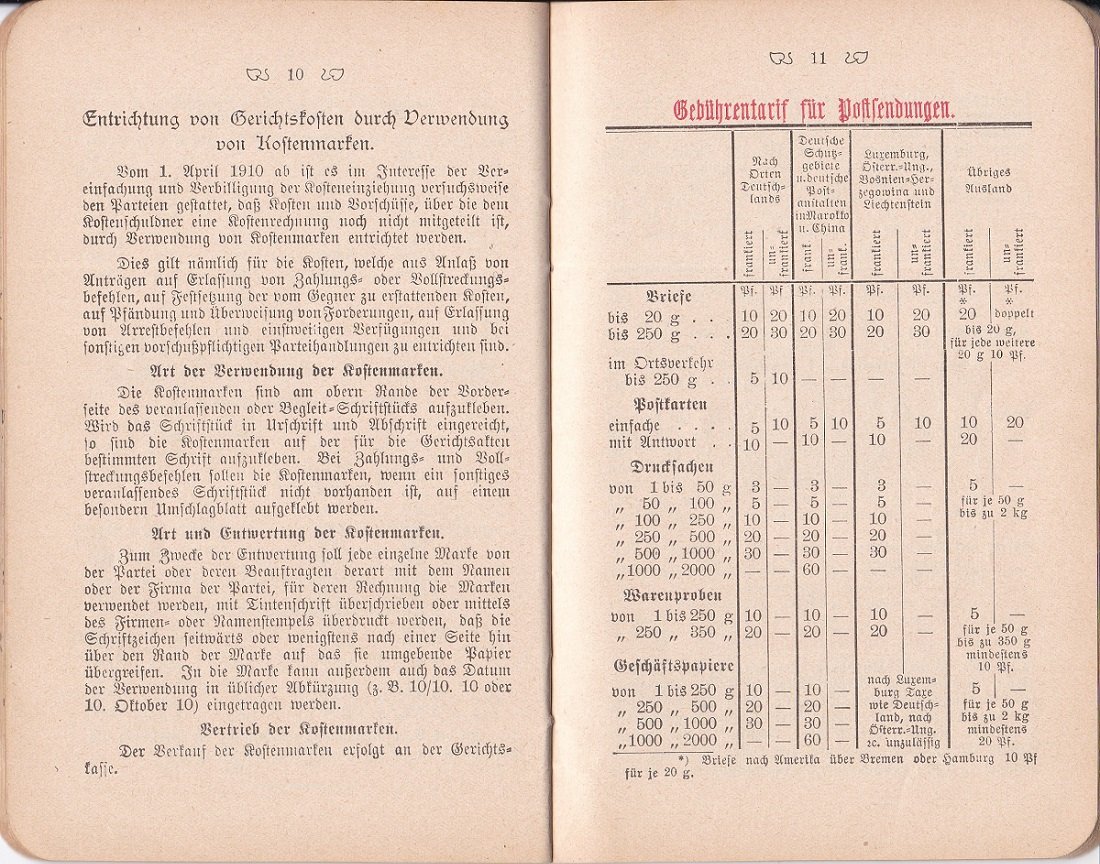 10
Entrichtung von Gerichtskosten durch Verwendung
von Kostenmarken.
Vom 1. April 1910 ab ist es im Interesse der Ver-
einfachung und Verbilligung der Kosteneinziehung versuchsweise
den Parteien gestattet, daß Kosten und Vorschüsse, über die dem
Kostenschuldner eine Kostenrechnung noch nicht mitgeteilt ist,
durch Verwendung von Kostenmarken entrichtet werden.
Dies gilt nämlich für die Kosten, welche aus Anlaß von
Anträgen auf Erlassung von Zahlungs- oder Vollstreckungs-
befehlen, auf Festsetzung der vom Gegner zu erstattenden Kosten,
auf Pfändung und Überweisung von Forderungen, auf Erlassung
von Arrestbefehlen und einstweiligen Verfügungen und bei
sonstigen vorschußpflichtigen Parteihandlungen zu entrichten sind.
Art der Verwendung der Kostenmarken.
Die Kostenmarken sind am obern Rande der Vorder-
seite des veranlassenden oder Begleit-Schriftstücks aufzukleben.
Wird das Schriftstück in Urschrift und Abschrift eingereicht,
so sind die Kostenmarken auf der für die Gerichtsakten
bestimmten Schrift aufzukleben. Bei Zahlungs- und Voll-
streckungsbefehlen sollen die Kostenmarken, wenn ein sonstiges
veranlassendes Schriftstück nicht vorhanden ist, auf einem
besondern Umschlagblatt aufgeklebt werden.
Art und Entwertung der Kostenmarken.
Zum Zwecke der Entwertung soll jede einzelne Marke von
der Partei oder deren Beauftragten derart mit dem Namen
oder der Firma der Partei, für deren Rechnung die Marken
verwendet werden, mit Tintenschrift überschrieben oder mittels
des Firmen- oder Namenstempels überdruckt werden, daß die
Schriftzeichen seitwärts oder wenigstens nach einer Seite hin
über den Rand der Marke auf das sie umgebende Papier
übergreifen. In die Marke kann außerdem auch das Datum
der Verwendung in üblicher Abkürzung (z. B. 10/10. 10 oder
10. Oktober 10) eingetragen werden.
Vertrieb der Kostenmarken.
Der Verkauf der Kostenmarken erfolgt an der Gerichts-
kasse.
11
Gebührentarif für Postsendungen.
Nach
Orten
Deutsch-
lands
Deutsche
Schutz-
gebiete
u. deutsche
Post-
anstalten
in Marokko
u. China
Luxemburg,
Österr.-Ung.,
Bosnien-Her-
zegowina und
Liechtenstein
Übriges
Ausland
frankiert un-frankiert frank. un-frank. frankiert un-frankiert frankiert un-frankiert
Briefe Pf. Pf. Pf. Pf. Pf. Pf. Pf. Pf.
* *
bis 20 g . . 10 20 10 20 10 20 20 doppelt
bis 250 g . . 20 30 20 30 20 30 bis 20 g,
für jede weitere
20 g 10 Pf.
im Ortsverkehr
bis 250 g . . 5 10 — — — —
Postkarten
einfache . . . . 5 10 5 10 5 10 10 20
mit Antwort . . 10 — 10 — 10 — 20 —
Drucksachen
von 1 bis 50 g 3 — 3 — 3 — 5 —
„ 50 „ 100 „ 5 — 5 — 5 — für je 50 g
„ 100 „ 250 „ 10 — 10 — 10 — bis zu 2 kg
„ 250 „ 500 „ 20 — 20 — 20 —
„ 500 „ 1000 „ 30 — 30 — 30 —
„ 1000 „ 2000 „ — — 60 — — —
Warenproben
von 1 bis 250 g 10 — 10 — 10 — 5 —
„ 250 „ 350 „ 20 — 20 — 20 — für je 50 g
bis zu 350 g
mindestens
10 Pf.
Geschäftspapiere
von 1 bis 250 g 10 — 10 — 5 —
„ 250 „ 500 „ 20 — 20 — für je 50 g
„ 500 „ 1000 „ 30 — 30 — bis zu 2 kg
„ 1000 „ 2000 „ — — 60 — mindestens
20 Pf.
nach Luxem-
burg Taxe
wie Deutsch-
land, nach
Österr.-Ung.
ꝛc. unzulässig
*) Briefe nach Amerika über Bremen oder Hamburg 10 Pf
für je 20 g.